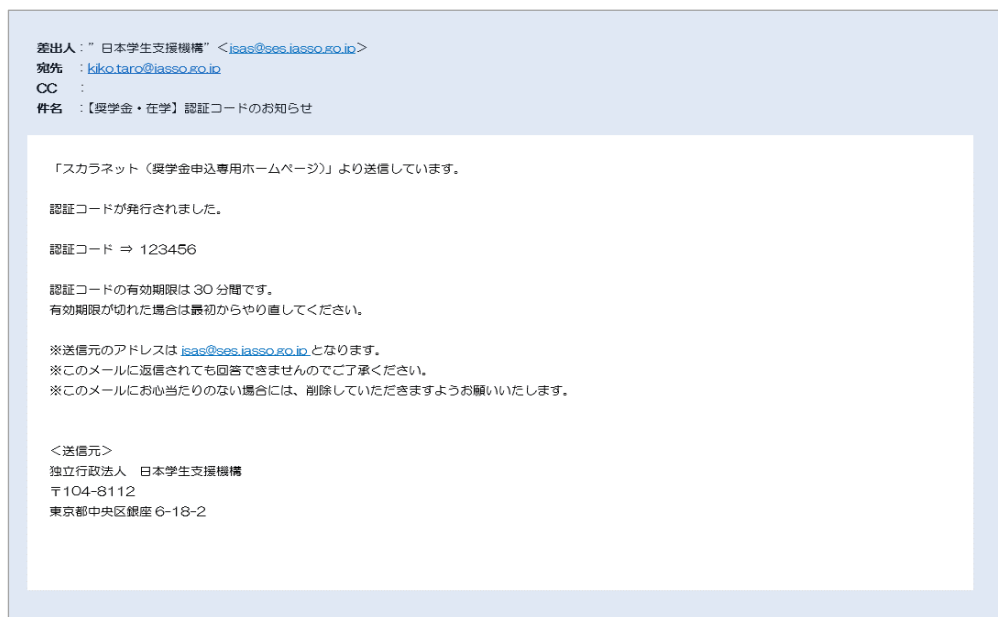 差出人：”日本学生支援機構”＜jsas@ses.jasso.go.jp＞
宛先　：kiko.taro@jasso.go.jp
CC　：
件名　：【奨学金・在学】認証コードのお知らせ
「スカラネット（奨学金申込専用ホームページ）」より送信しています。
認証コードが発行されました。
認証コード ⇒ 123456
認証コードの有効期限は 30 分間です。
有効期限が切れた場合は最初からやり直してください。
※送信元のアドレスは jsas@ses.jasso.go.jp となります。
※このメールに返信されても回答できませんのでご了承ください。
※このメールにお心当たりのない場合には、削除していただきますようお願いいたします。
＜送信元＞
独立行政法人　日本学生支援機構
〒104-8112
東京都中央区銀座 6-18-2